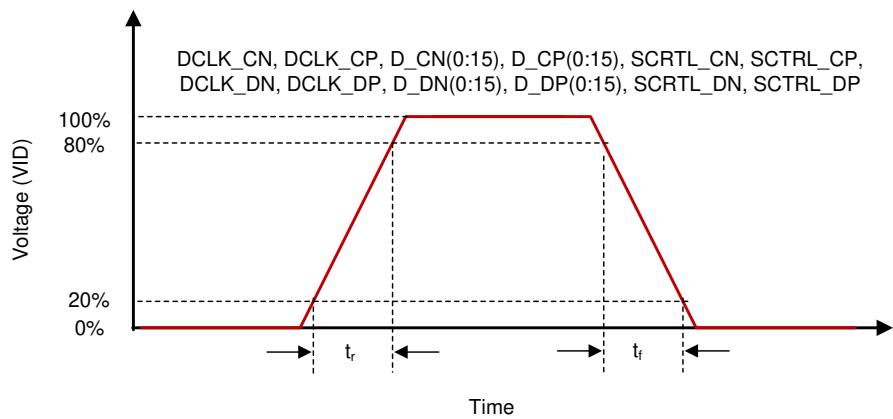 DCLK_CN, DCLK_CP, D_CN(0:15), D_CP(0:15), SCRTL_CN, SCTRL_CP,
DCLK_DN, DCLK_DP, D_DN(0:15), D_DP(0:15), SCRTL_DN, SCTRL_DP
100%
80%
Voltage (VID)
20%
0%
tr
tf
Time